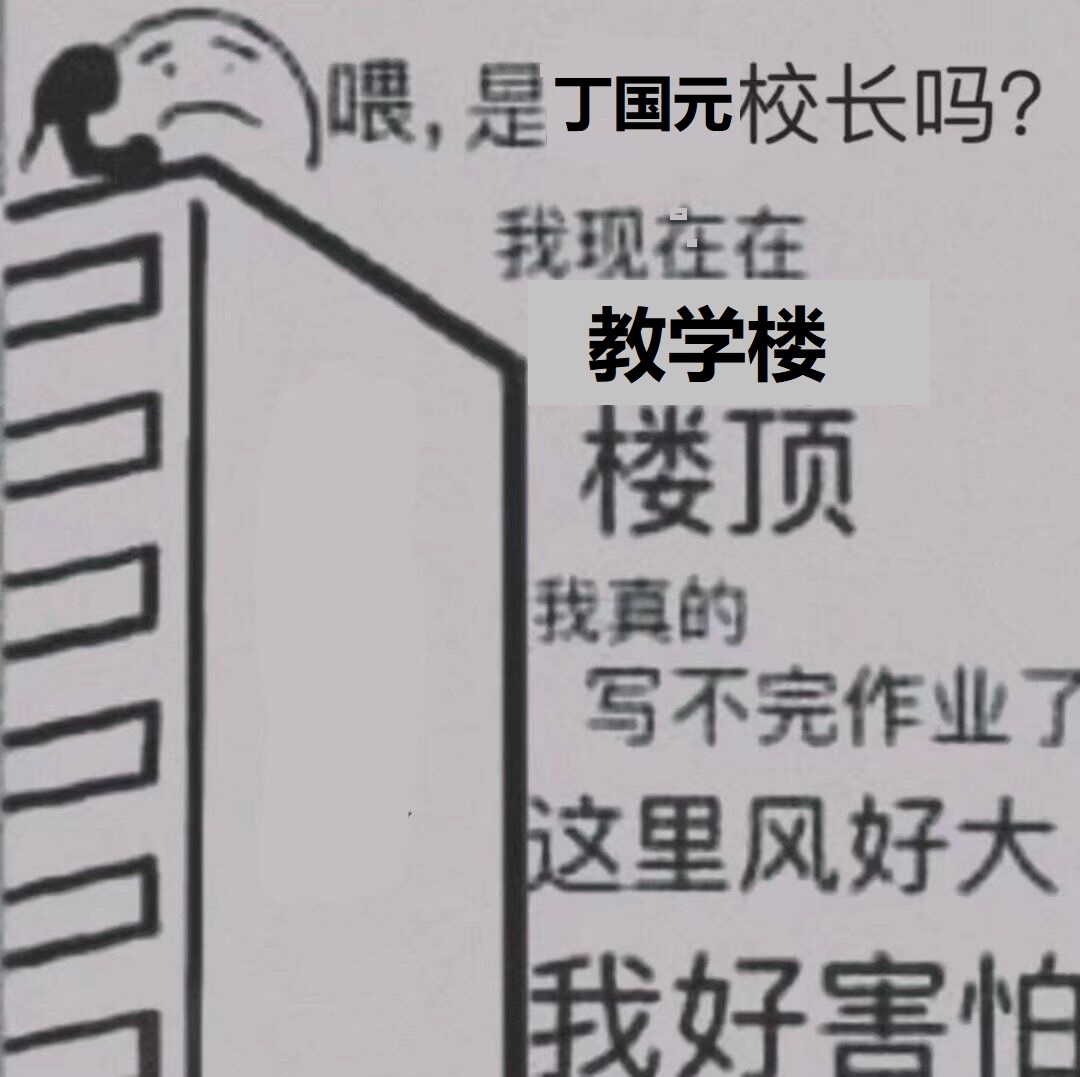 喂，是丁国元校长吗？
我现在在
教学楼
楼顶
我真的
写不完作业了
这里风好大
我好害怕